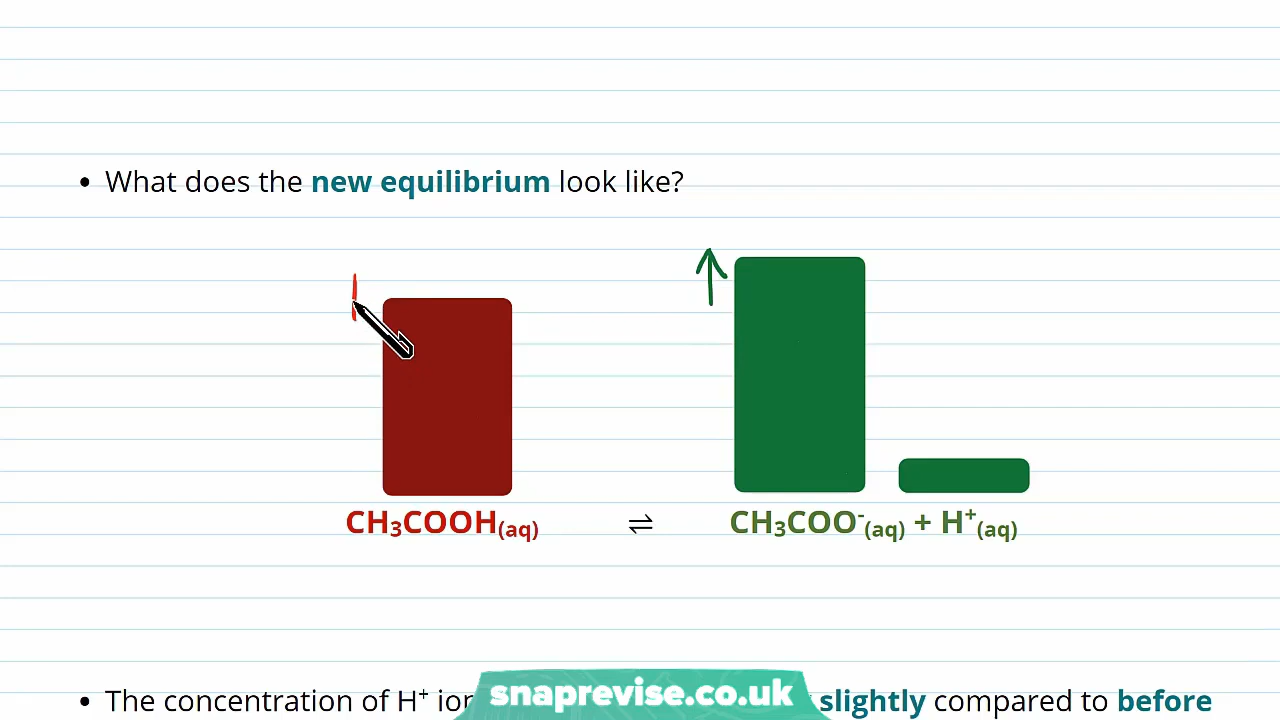 • What does the new equilibrium look like?
CH₃COOH(aq) ⇌ CH₃COO⁻(aq) + H⁺(aq)
• The concentration of H⁺ slightly compared to before
snaprevise.co.uk